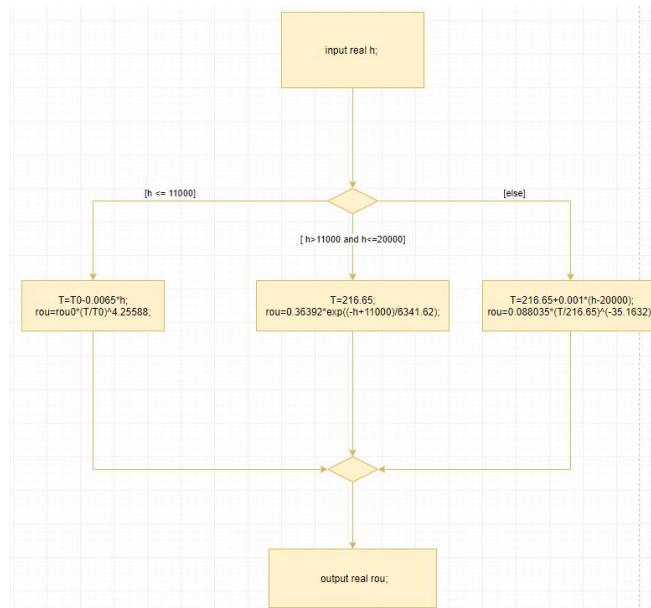 input real h;
[h <= 11000]
[else]
[ h>11000 and h<=20000]
T=T0-0.0065*h;
rou=rou0*(T/T0)^4.25588;
T=216.65;
rou=0.36392*exp((-h+11000)/6341.62);
T=216.65+0.001*(h-20000);
rou=0.088035*(T/216.65)^(-35.1632)
output real rou;